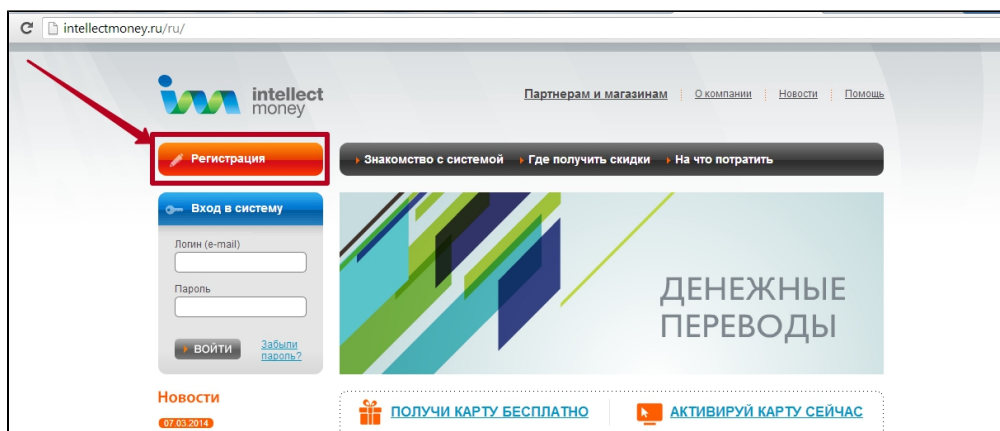 intellectmoney.ru/ru/
intellect
money
Партнерам и магазинам
О компании
Новости
Помощь
Регистрация
Знакомство с системой
Где получить скидки
На что потратить
Вход в систему
Логин (e-mail)
Пароль
ВОЙТИ
Забыли
пароль?
ДЕНЕЖНЫЕ
ПЕРЕВОДЫ
Новости
07.03.2014
ПОЛУЧИ КАРТУ БЕСПЛАТНО
АКТИВИРУЙ КАРТУ СЕЙЧАС